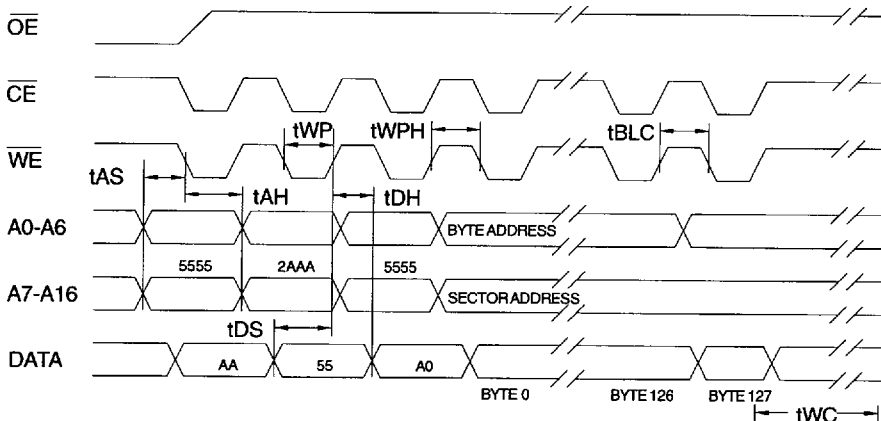 OE
CE
tWP tWPH tBLC
WE
tAS tAH tDH
A0-A6 BYTE ADDRESS
5555 2AAA 5555
A7-A16 SECTOR ADDRESS
tDS
DATA AA 55 A0
BYTE 0 BYTE 126 BYTE 127
tWC